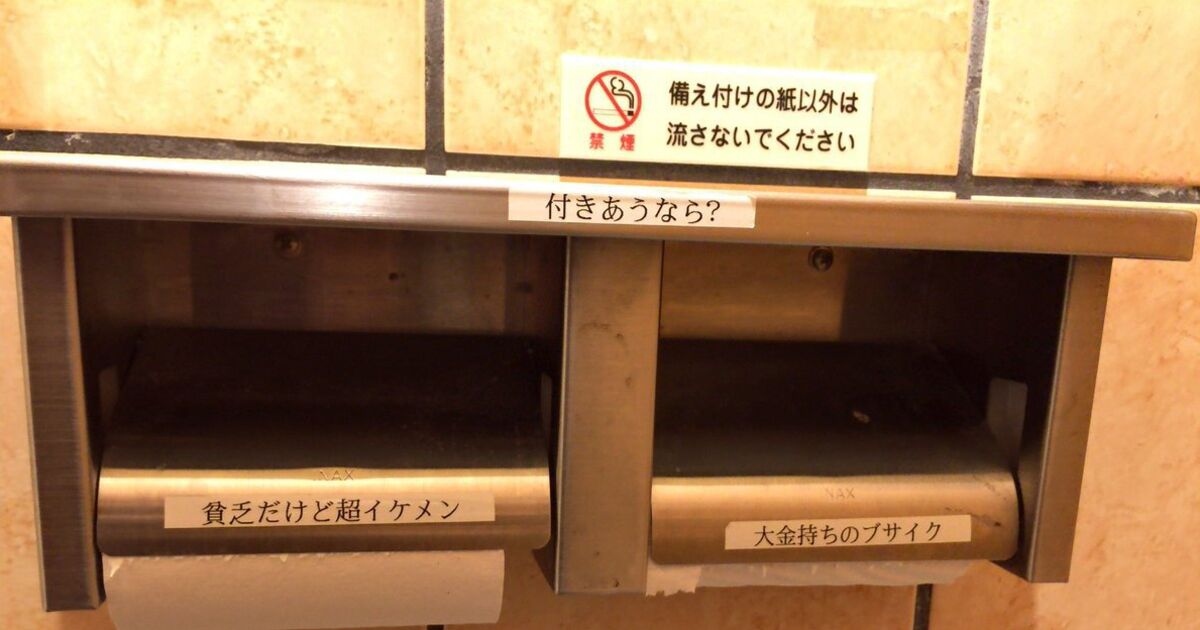 備え付けの紙以外は
流さないでください
禁煙
付きあうなら?
NAX
貧乏だけど超イケメン
NAX
大金持ちのブサイク